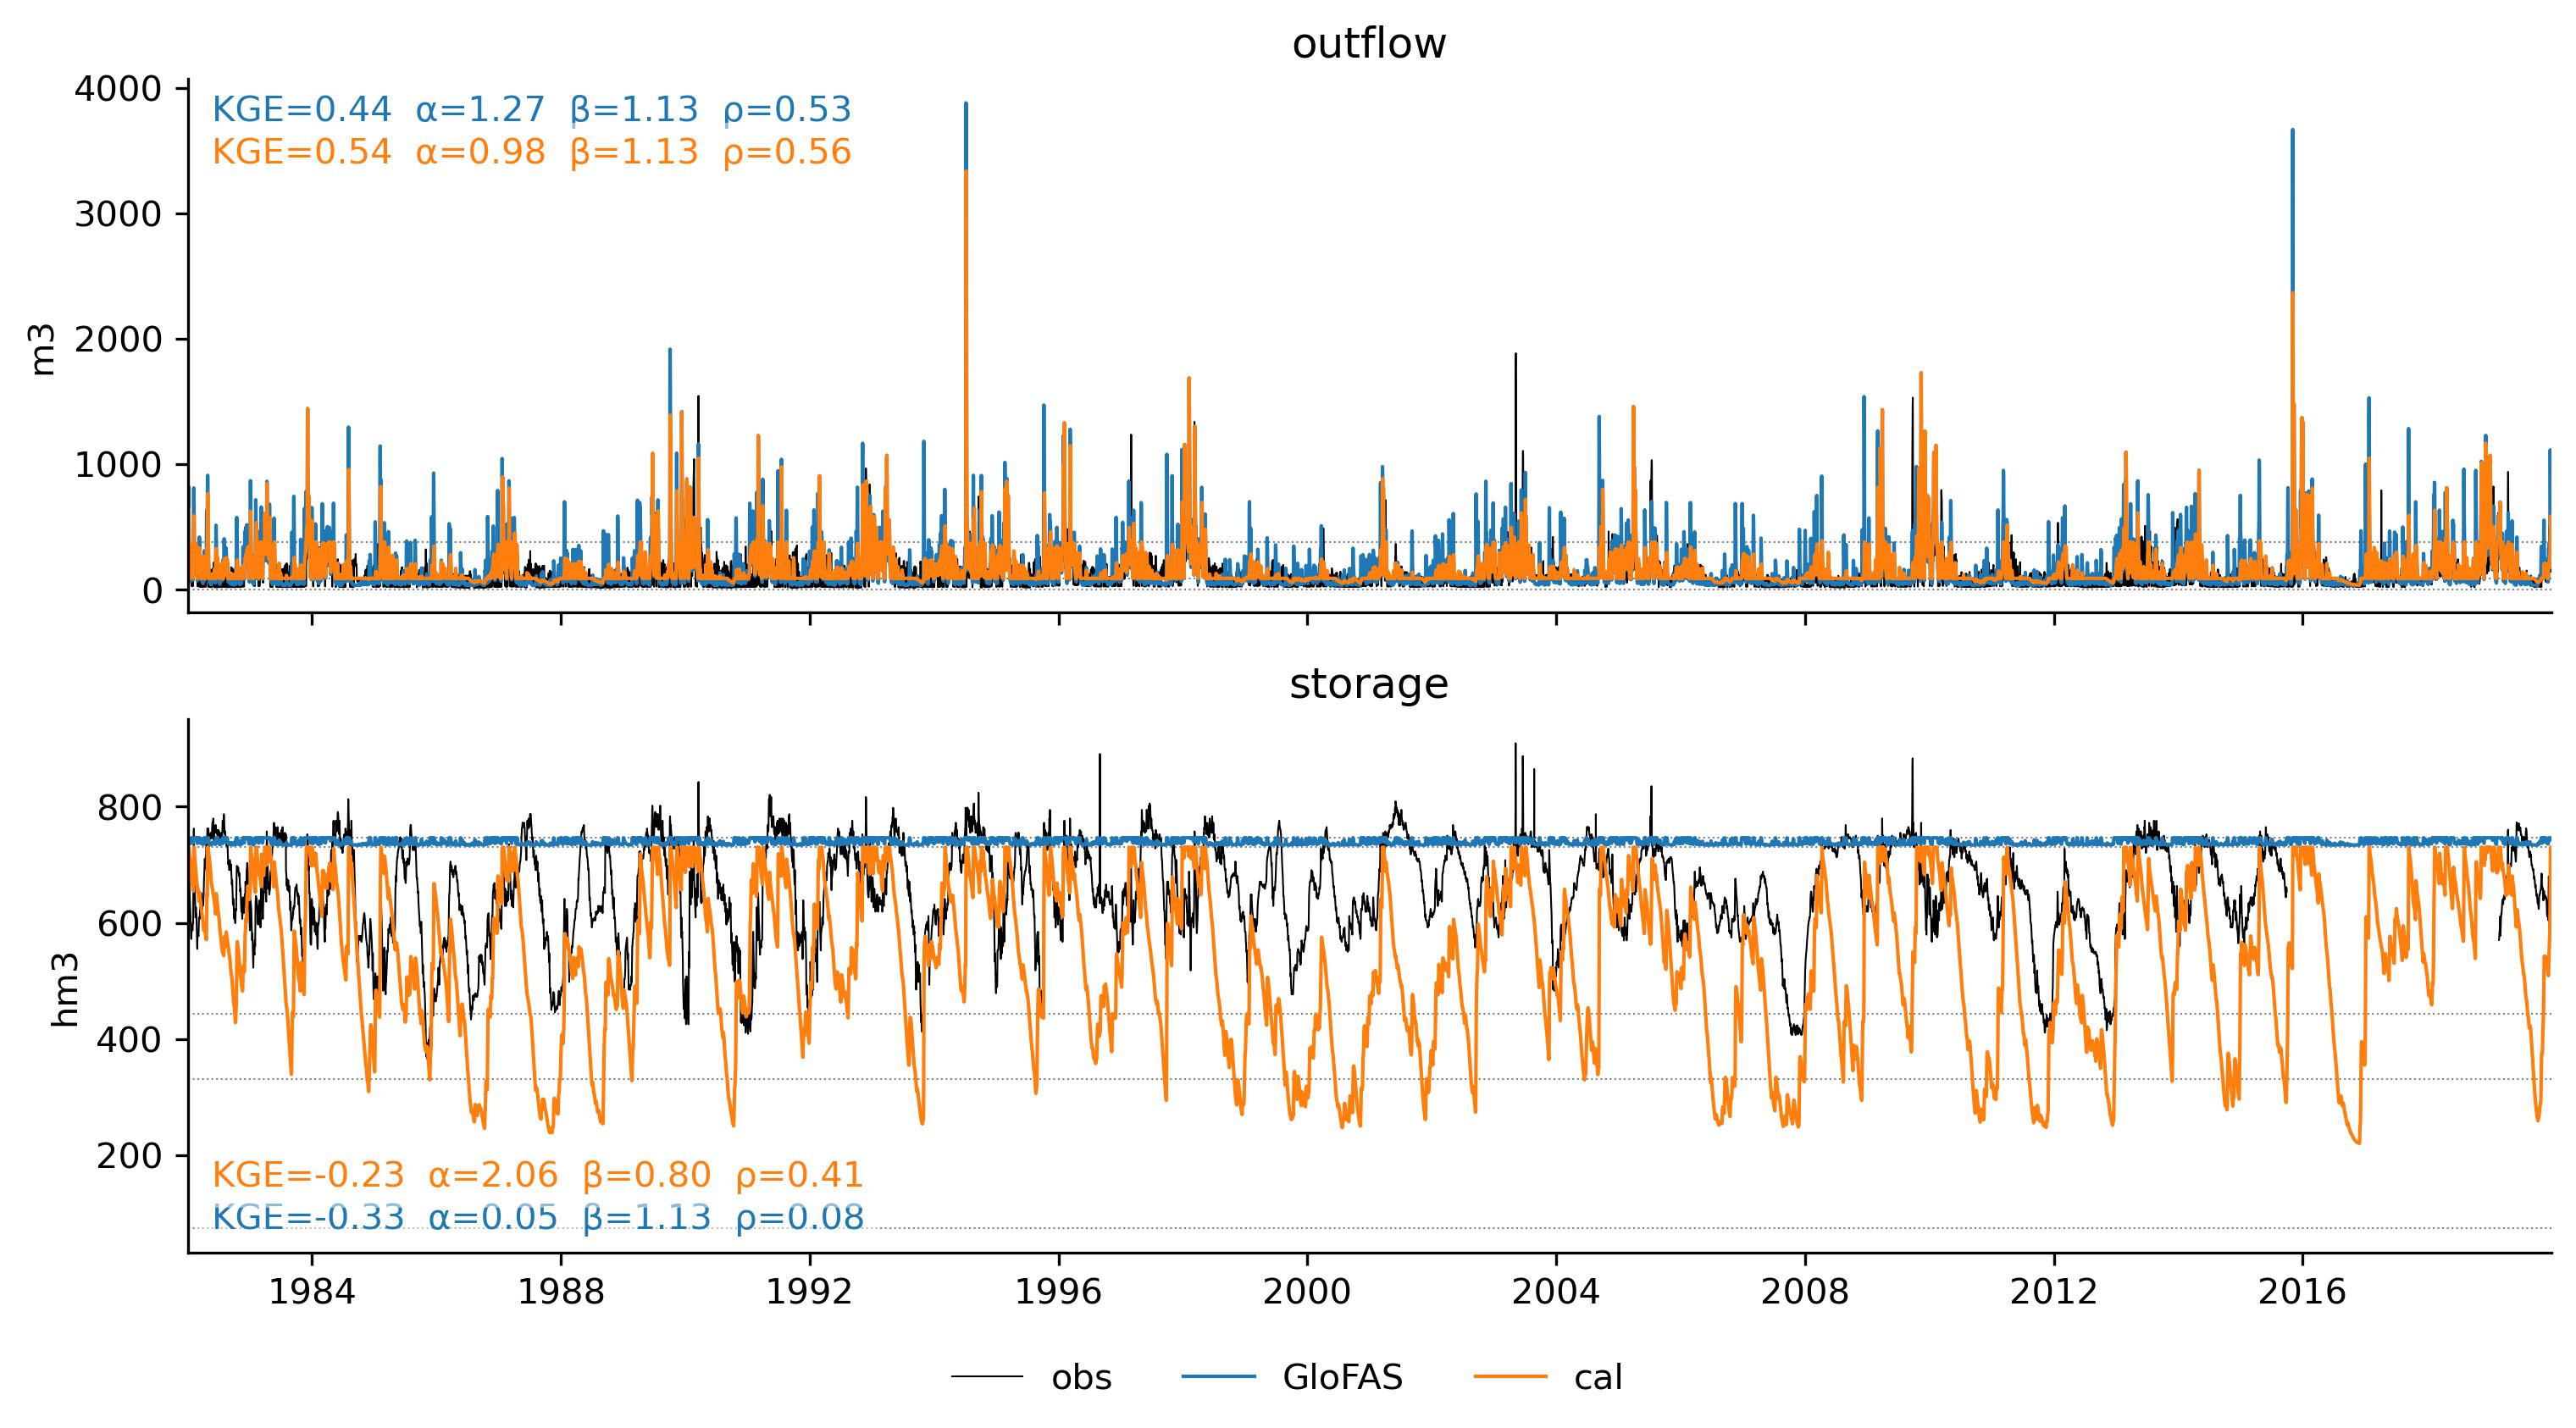 outflow
4000
KGE=0.44 α=1.27 β=1.13 ρ=0.53
KGE=0.54 α=0.98 β=1.13 ρ=0.56
3000
m3
2000
1000
0
storage
800
600
hm3
400
200
KGE=-0.23 α=2.06 β=0.80 ρ=0.41
KGE=-0.33 α=0.05 β=1.13 ρ=0.08
1984 1988 1992 1996 2000 2004 2008 2012 2016
obs GloFAS cal